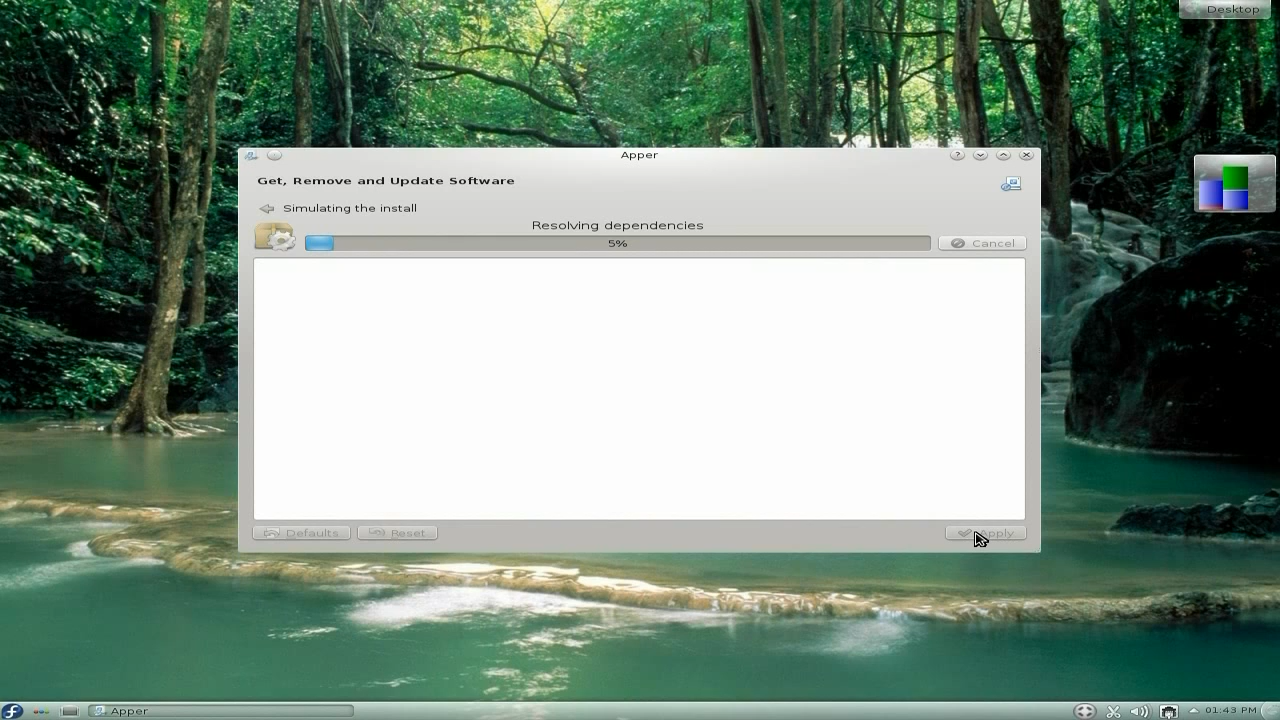 Desktop
Apper
Get, Remove and Update Software
Simulating the install
Resolving dependencies
5%
Cancel
Defaults
Reset
Apply
Apper
01:43 PM